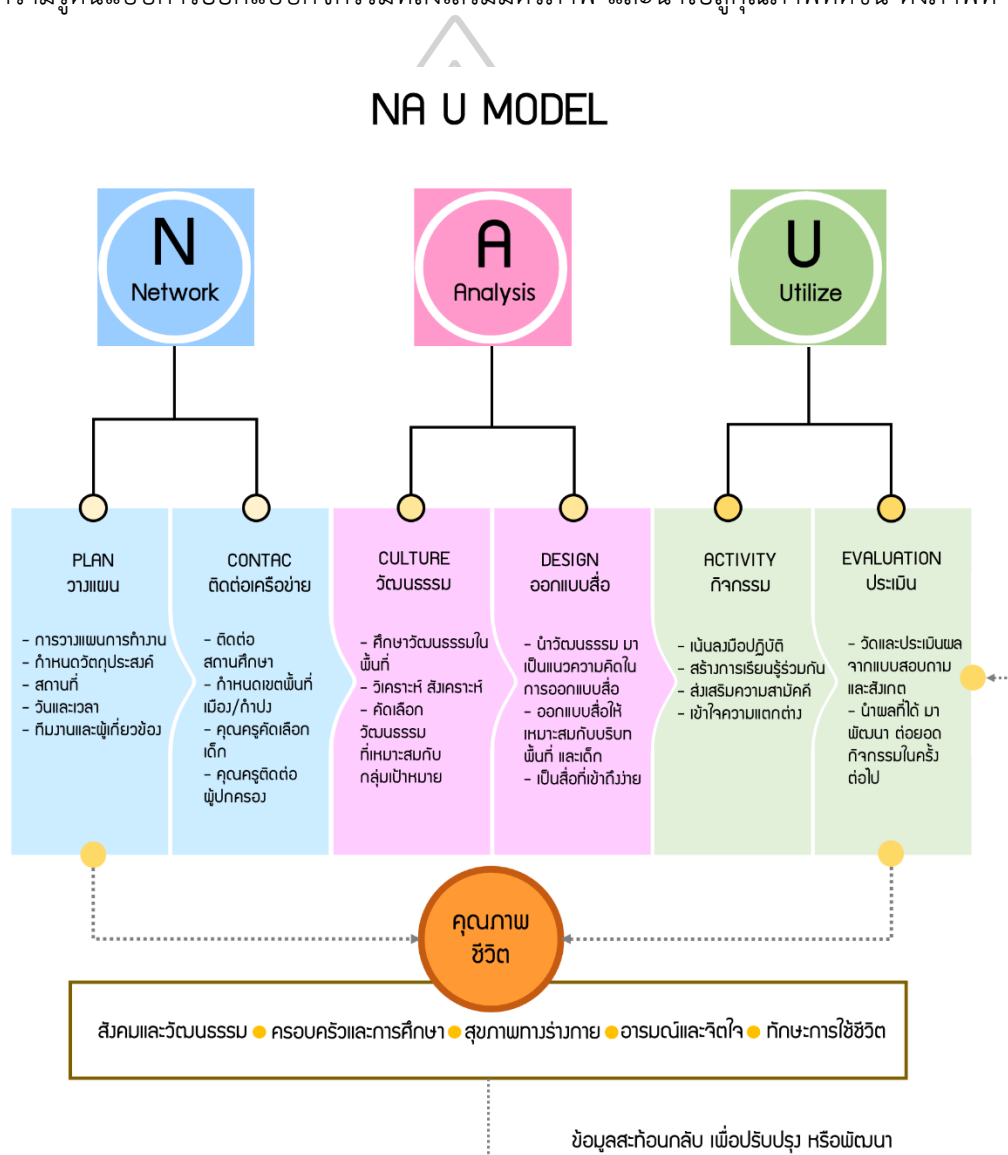 NA U MODEL
N
Network
A
Analysis
U
Utilize
PLAN
วางแผน
- การวางแผนการทำงาน
- กำหนดวัตถุประสงค์
- สถานที่
- วันและเวลา
- ทีมงานและผู้เกี่ยวข้อง
CONTAC
ติดต่อเครือข่าย
- ติดต่อ
สถานศึกษา
- กำหนดเขตพื้นที่
เมือง/กำปง
- คุณครูคัดเลือก
เด็ก
- คุณครูติดต่อ
ผู้ปกครอง
CULTURE
วัฒนธรรม
- ศึกษาวัฒนธรรมใน
พื้นที่
- วิเคราะห์ สังเคราะห์
- คัดเลือก
วัฒนธรรม
ที่เหมาะสมกับ
กลุ่มเป้าหมาย
DESIGN
ออกแบบสื่อ
- นำวัฒนธรรม มา
เป็นแนวความคิดใน
การออกแบบสื่อ
- ออกแบบสื่อให้
เหมาะสมกับบริบท
พื้นที่ และเด็ก
- เป็นสื่อที่เข้าถึงง่าย
ACTIVITY
กิจกรรม
- เน้นลงมือปฏิบัติ
- สร้างการเรียนรู้ร่วมกัน
- ส่งเสริมความสามัคคี
- เข้าใจความแตกต่าง
EVALUATION
ประเมิน
- วัดและประเมินผล
จากแบบสอบถาม
และสังเกต
- นำผลที่ได้ มา
พัฒนา ต่อยอด
กิจกรรมในครั้ง
ต่อไป
คุณภาพ
ชีวิต
สังคมและวัฒนธรรม ● ครอบครัวและการศึกษา ● สุขภาพทางร่างกาย ● อารมณ์และจิตใจ ● ทักษะการใช้ชีวิต
ข้อมูลสะท้อนกลับ เพื่อปรับปรุง หรือพัฒนา